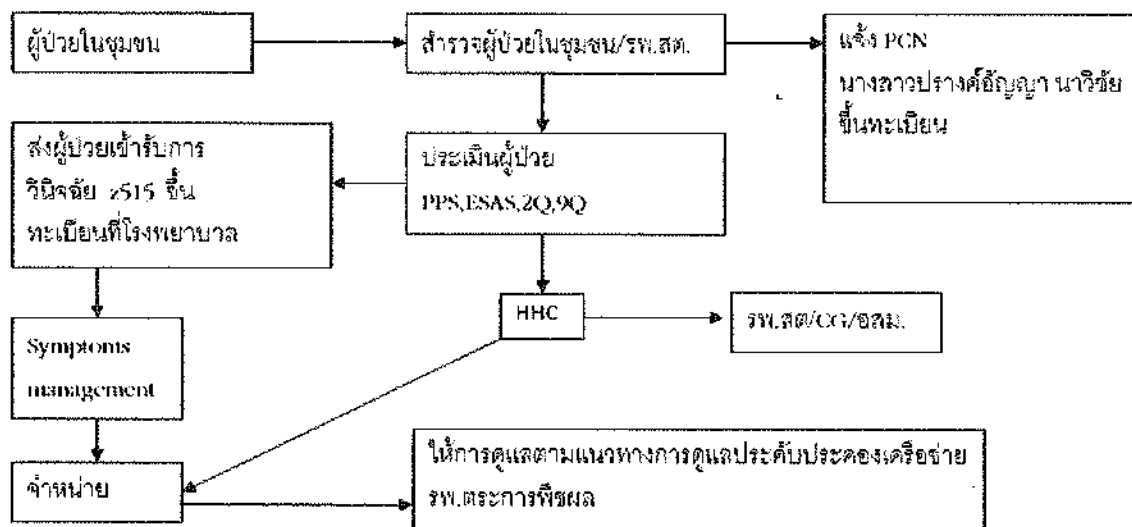 ผู้ป่วยในชุมชน
สำรวจผู้ป่วยในชุมชน/รพ.สต.
แจ้ง PCN
นางสาวปรางค์อัญญา นาวิชัย
ขึ้นทะเบียน
ส่งผู้ป่วยเข้ารับการ
วินิจฉัย z515 ขึ้น
ทะเบียนที่โรงพยาบาล
ประเมินผู้ป่วย
PPS,ESAS,2Q,9Q
HHC
รพ.สต/CG/อสม.
Symptoms
management
จำหน่าย
ให้การดูแลตามแนวทางการดูแลประคับประคองเครือข่าย
รพ.ตระการพืชผล